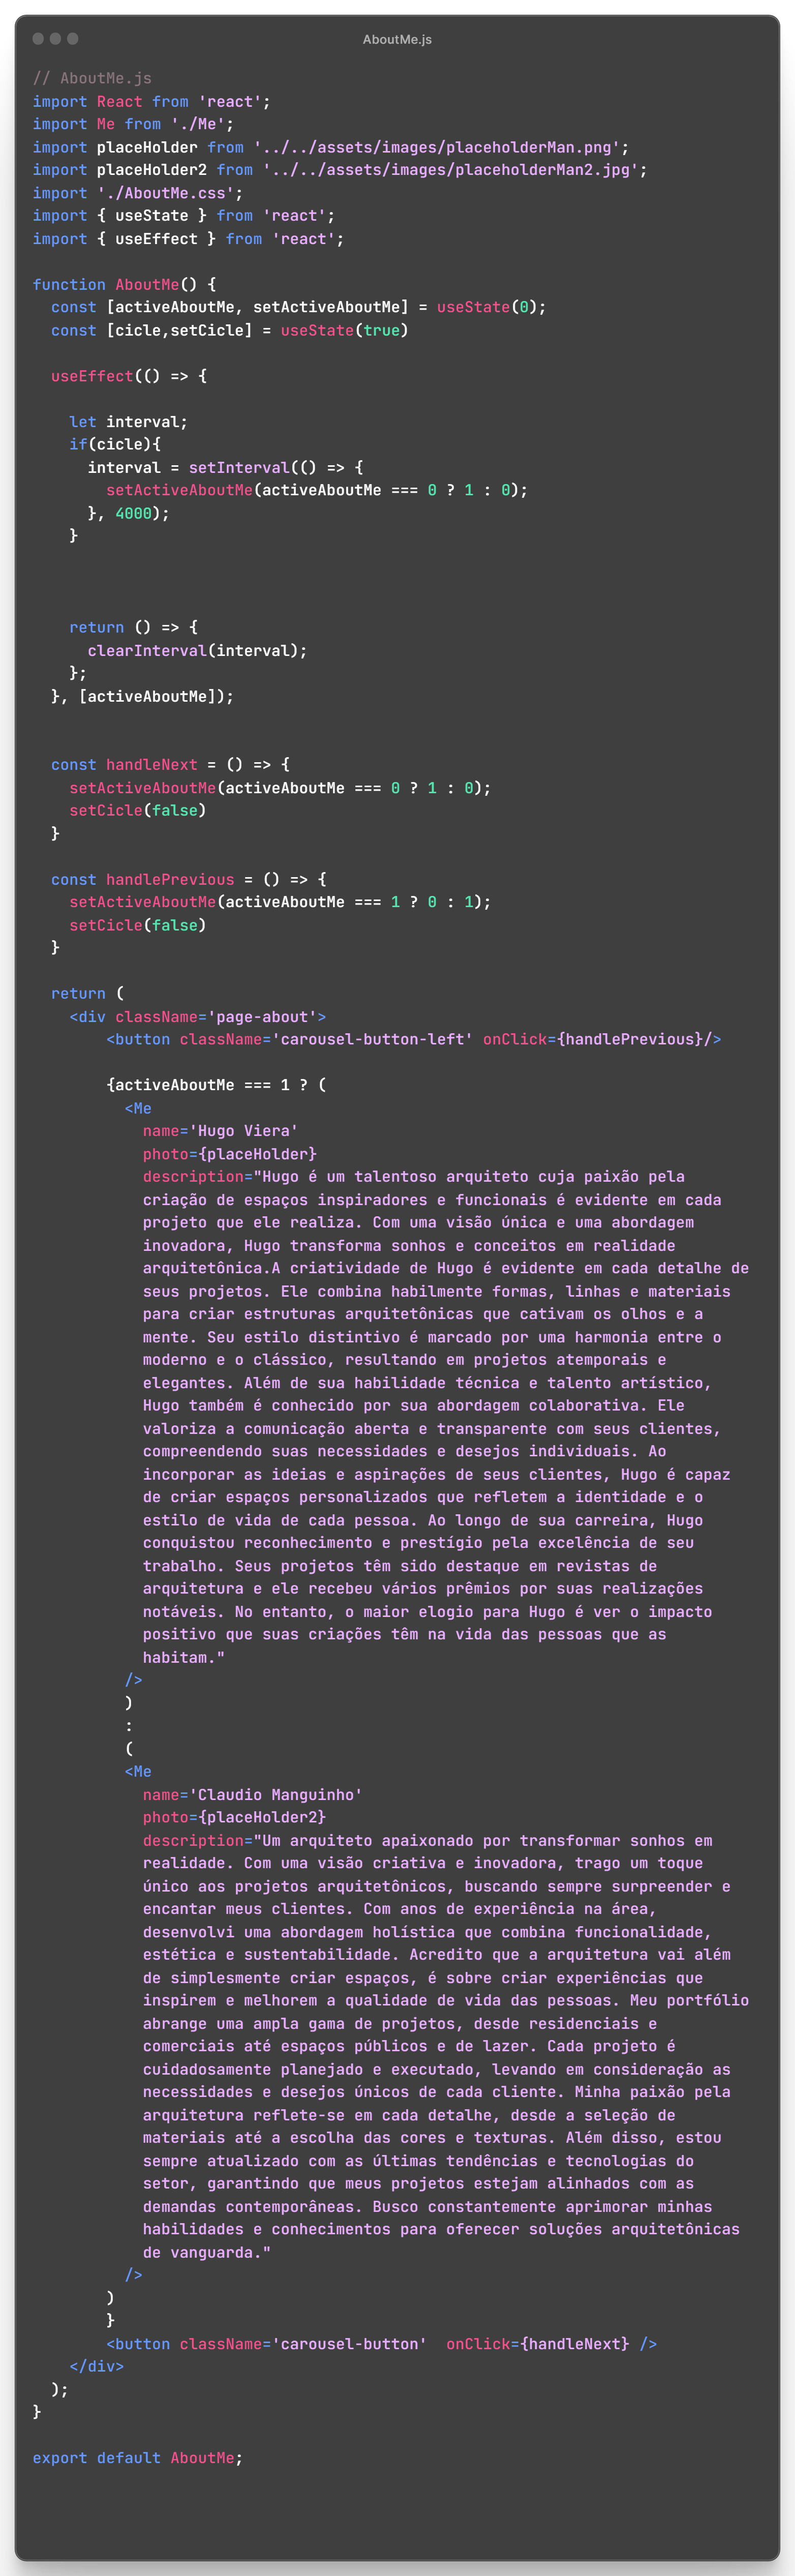 AboutMe.js
// AboutMe.js
import React from 'react';
import Me from './Me';
import placeHolder from '../../assets/images/placeholderMan.png';
import placeHolder2 from '../../assets/images/placeholderMan2.jpg';
import './AboutMe.css';
import { useState } from 'react';
import { useEffect } from 'react';

function AboutMe() {
  const [activeAboutMe, setActiveAboutMe] = useState(0);
  const [cicle,setCicle] = useState(true)

  useEffect(() => {

    let interval;
    if(cicle){
      interval = setInterval(() => {
        setActiveAboutMe(activeAboutMe === 0 ? 1 : 0);
      }, 4000);
    }

    return () => {
      clearInterval(interval);
    };
  }, [activeAboutMe]);

  const handleNext = () => {
    setActiveAboutMe(activeAboutMe === 0 ? 1 : 0);
    setCicle(false)
  }

  const handlePrevious = () => {
    setActiveAboutMe(activeAboutMe === 1 ? 0 : 1);
    setCicle(false)
  }

  return (
    <div className='page-about'>
        <button className='carousel-button-left' onClick={handlePrevious}/>

        {activeAboutMe === 1 ? (
          <Me
            name='Hugo Viera'
            photo={placeHolder}
            description="Hugo é um talentoso arquiteto cuja paixão pela
            criação de espaços inspiradores e funcionais é evidente em cada
            projeto que ele realiza. Com uma visão única e uma abordagem
            inovadora, Hugo transforma sonhos e conceitos em realidade
            arquitetônica.A criatividade de Hugo é evidente em cada detalhe de
            seus projetos. Ele combina habilmente formas, linhas e materiais
            para criar estruturas arquitetônicas que cativam os olhos e a
            mente. Seu estilo distintivo é marcado por uma harmonia entre o
            moderno e o clássico, resultando em projetos atemporais e
            elegantes. Além de sua habilidade técnica e talento artístico,
            Hugo também é conhecido por sua abordagem colaborativa. Ele
            valoriza a comunicação aberta e transparente com seus clientes,
            compreendendo suas necessidades e desejos individuais. Ao
            incorporar as ideias e aspirações de seus clientes, Hugo é capaz
            de criar espaços personalizados que refletem a identidade e o
            estilo de vida de cada pessoa. Ao longo de sua carreira, Hugo
            conquistou reconhecimento e prestígio pela excelência de seu
            trabalho. Seus projetos têm sido destaque em revistas de
            arquitetura e ele recebeu vários prêmios por suas realizações
            notáveis. No entanto, o maior elogio para Hugo é ver o impacto
            positivo que suas criações têm na vida das pessoas que as
            habitam."
          />
          )
          :
          (
          <Me
            name='Claudio Manguinho'
            photo={placeHolder2}
            description="Um arquiteto apaixonado por transformar sonhos em
            realidade. Com uma visão criativa e inovadora, trago um toque
            único aos projetos arquitetônicos, buscando sempre surpreender e
            encantar meus clientes. Com anos de experiência na área,
            desenvolvi uma abordagem holística que combina funcionalidade,
            estética e sustentabilidade. Acredito que a arquitetura vai além
            de simplesmente criar espaços, é sobre criar experiências que
            inspirem e melhorem a qualidade de vida das pessoas. Meu portfólio
            abrange uma ampla gama de projetos, desde residenciais e
            comerciais até espaços públicos e de lazer. Cada projeto é
            cuidadosamente planejado e executado, levando em consideração as
            necessidades e desejos únicos de cada cliente. Minha paixão pela
            arquitetura reflete-se em cada detalhe, desde a seleção de
            materiais até a escolha das cores e texturas. Além disso, estou
            sempre atualizado com as últimas tendências e tecnologias do
            setor, garantindo que meus projetos estejam alinhados com as
            demandas contemporâneas. Busco constantemente aprimorar minhas
            habilidades e conhecimentos para oferecer soluções arquitetônicas
            de vanguarda."
          />
        )
        }
        <button className='carousel-button'  onClick={handleNext} />
    </div>
  );
}

export default AboutMe;